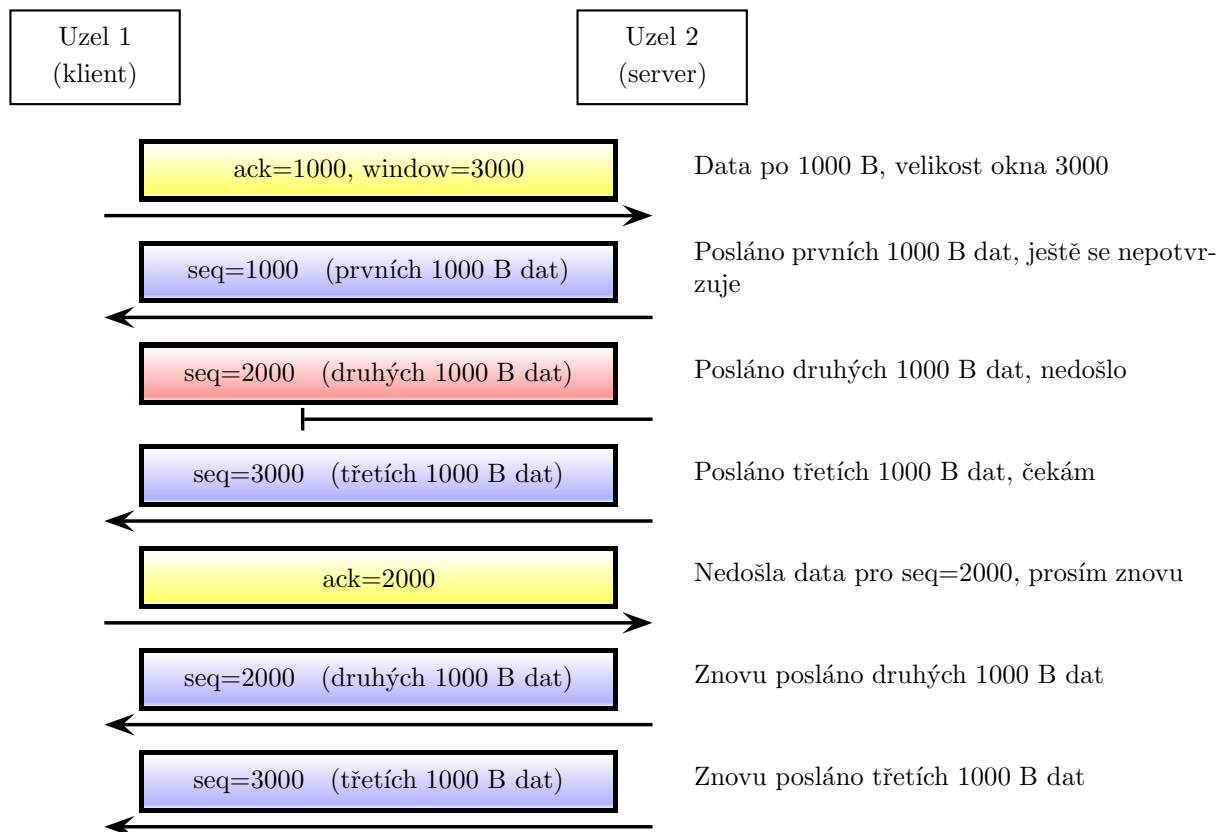 Uzel 1
(klient)
Uzel 2
(server)
ack=1000, window=3000
Data po 1000 B, velikost okna 3000
seq=1000 (prvních 1000 B dat)
Posláno prvních 1000 B dat, ještě se nepotvr-
zuje
seq=2000 (druhých 1000 B dat)
Posláno druhých 1000 B dat, nedošlo
seq=3000 (třetích 1000 B dat)
Posláno třetích 1000 B dat, čekám
ack=2000
Nedošla data pro seq=2000, prosím znovu
seq=2000 (druhých 1000 B dat)
Znovu posláno druhých 1000 B dat
seq=3000 (třetích 1000 B dat)
Znovu posláno třetích 1000 B dat